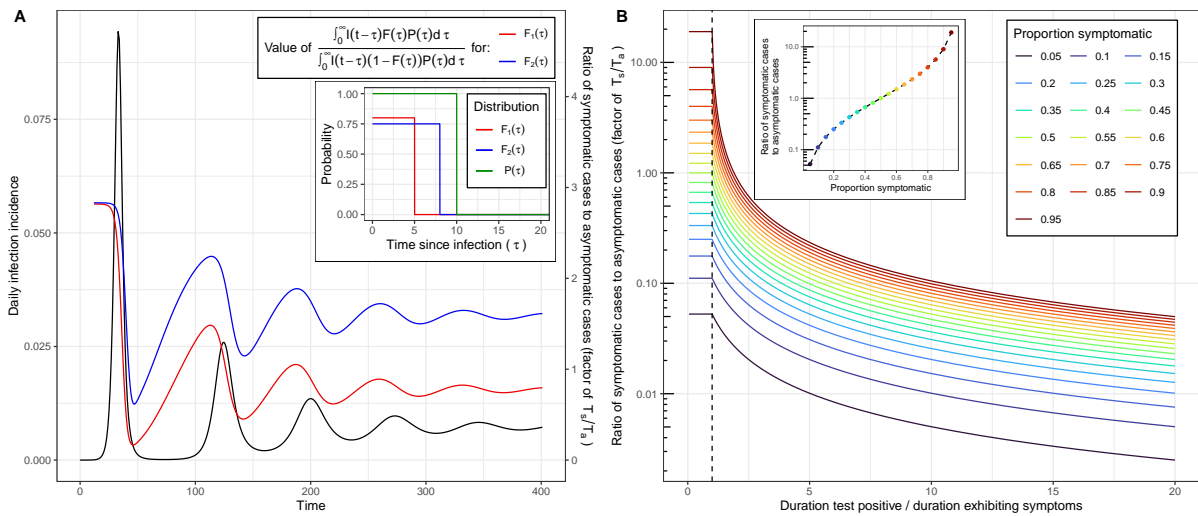 A
Value of ∫₀^∞ I(t−τ)F(τ)P(τ)d τ / ∫₀^∞ I(t−τ)(1−F(τ))P(τ)d τ for:
F₁(τ)
F₂(τ)
Daily infection incidence
0.000
0.025
0.050
0.075
0
100
200
300
400
Time
0
1
2
3
4
Ratio of symptomatic cases to asymptomatic cases (factor of Tₛ/Tₐ)
Probability
0.00
0.25
0.50
0.75
1.00
0
5
10
15
20
Time since infection ( τ )
Distribution
F₁(τ)
F₂(τ)
P(τ)
B
Ratio of symptomatic cases to asymptomatic cases (factor of Tₛ/Tₐ)
10.00
1.00
0.10
0.01
0
5
10
15
20
Duration test positive / duration exhibiting symptoms
Ratio of symptomatic cases
to asymptomatic cases
10.0
1.0
0.1
0.2
0.4
0.6
0.8
Proportion symptomatic
Proportion symptomatic
0.05 0.1 0.15
0.2 0.25 0.3
0.35 0.4 0.45
0.5 0.55 0.6
0.65 0.7 0.75
0.8 0.85 0.9
0.95